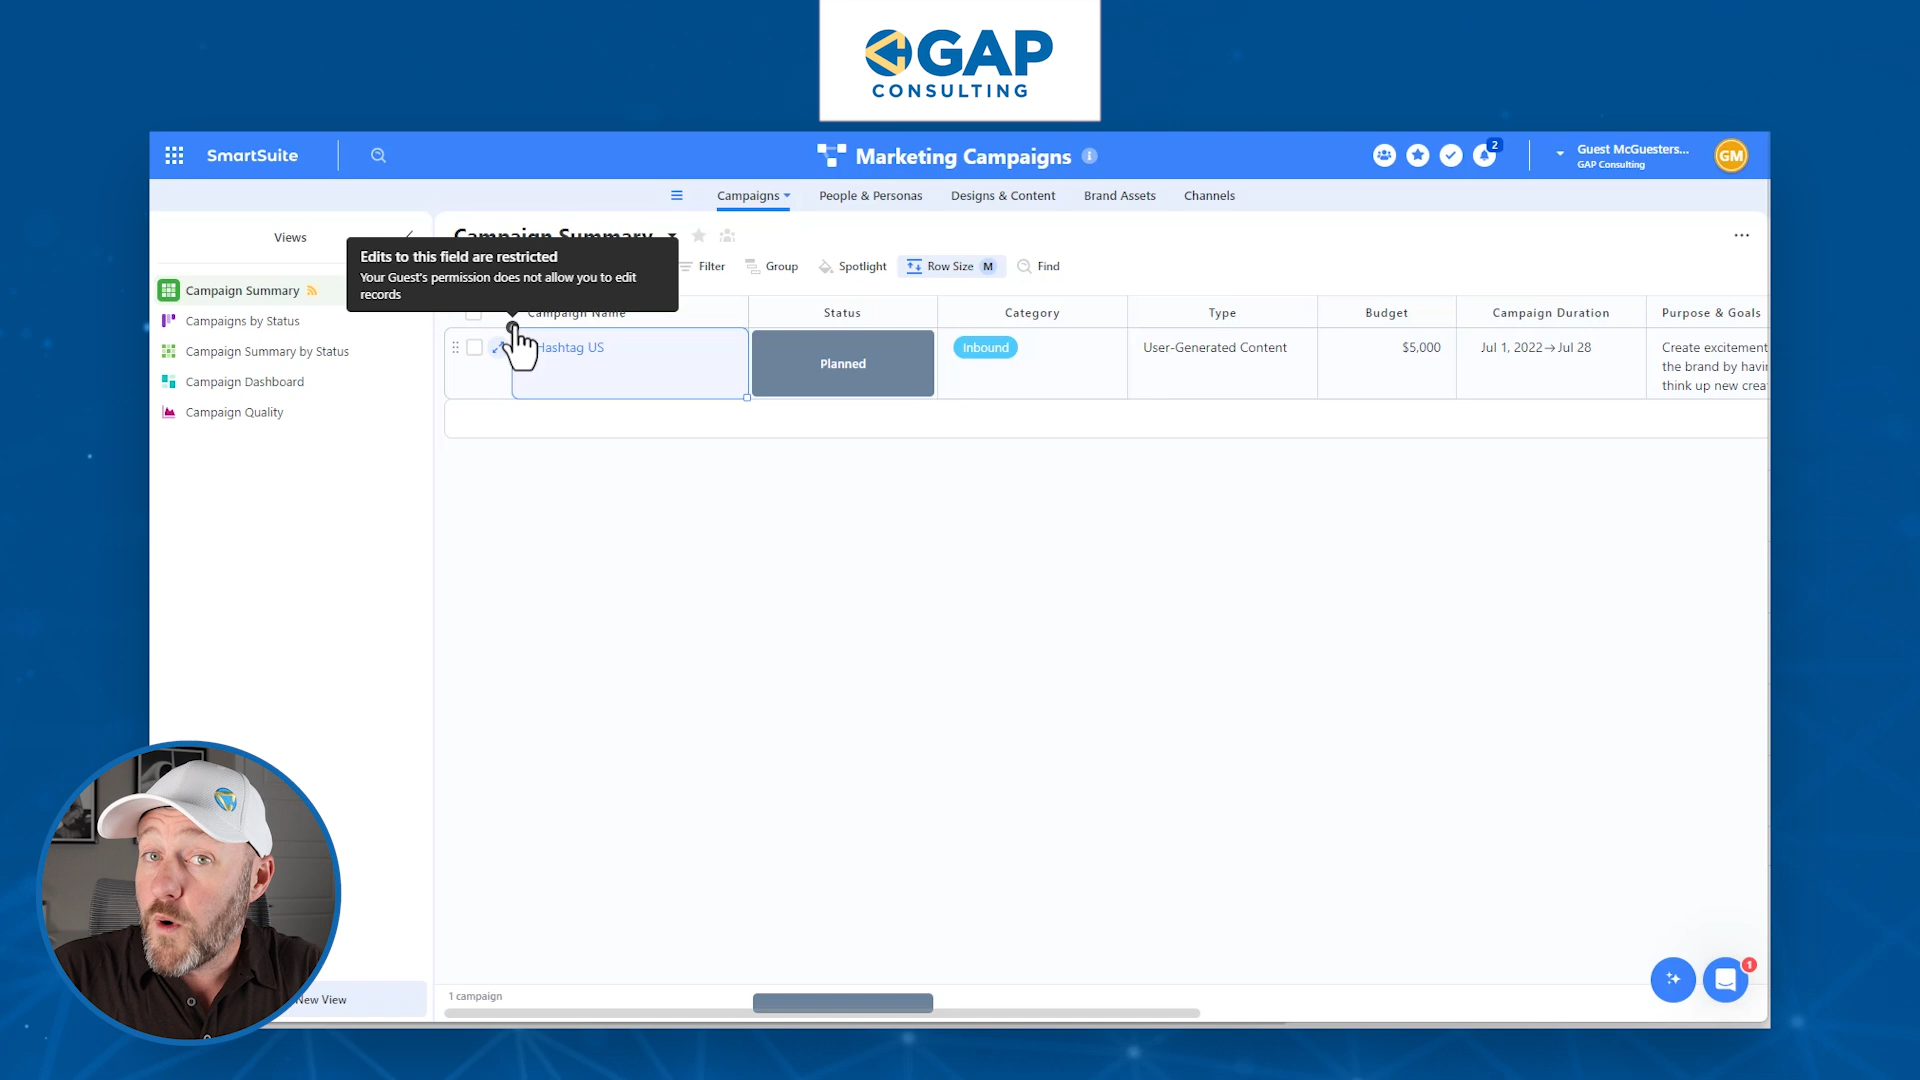 GAP
CONSULTING
SmartSuite
Marketing Campaigns
2
Guest McGuesters...
GAP Consulting
GM
Campaigns
People & Personas
Designs & Content
Brand Assets
Channels
Views
Campaign Summary
Edits to this field are restricted
Your Guest's permission does not allow you to edit
records
Filter
Group
Spotlight
Row Size M
Find
Campaign Summary
Campaigns by Status
Campaign Summary by Status
Campaign Dashboard
Campaign Quality
Campaign Name
Status
Category
Type
Budget
Campaign Duration
Purpose & Goals
Hashtag US
Planned
Inbound
User-Generated Content
$5,000
Jul 1, 2022→Jul 28
Create excitement
the brand by havi
think up new crea
New View
1 campaign
1